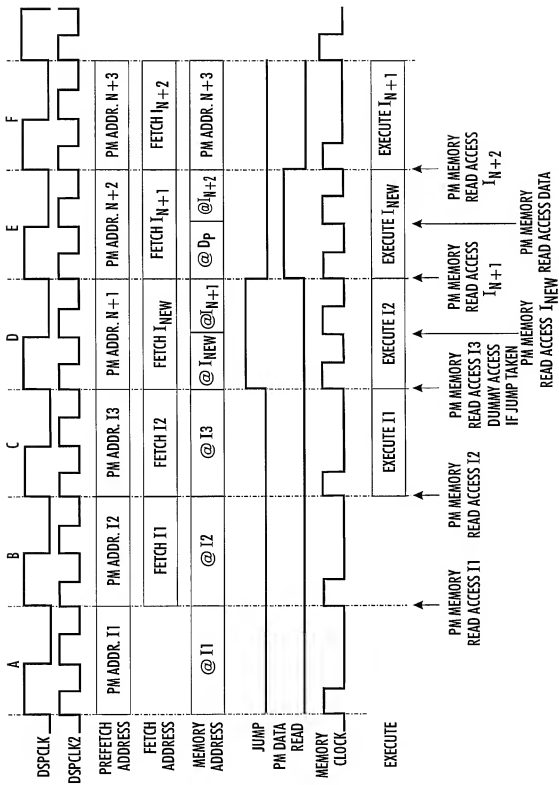 A B C D E F
DSPCLK
DSPCLK2
PREFETCH
ADDRESS
PM ADDR. I1 PM ADDR. I2 PM ADDR. I3 PM ADDR. N+1 PM ADDR. N+2 PM ADDR. N+3
FETCH
ADDRESS
FETCH I1 FETCH I2 FETCH INEW FETCH IN+1 FETCH IN+2
MEMORY
ADDRESS
@ I1 @ I2 @ I3 @ INEW @IN+1 @ DP @IN+2 PM ADDR. N+3
JUMP
PM DATA
READ
MEMORY
CLOCK
EXECUTE
EXECUTE I1 EXECUTE I2 EXECUTE INEW EXECUTE IN+1
PM MEMORY
READ ACCESS I1
PM MEMORY
READ ACCESS I2
PM MEMORY
READ ACCESS I3
DUMMY ACCESS
IF JUMP TAKEN
PM MEMORY
READ ACCESS INEW
PM MEMORY
READ ACCESS
IN+1
PM MEMORY
READ ACCESS DATA
PM MEMORY
READ ACCESS
IN+2